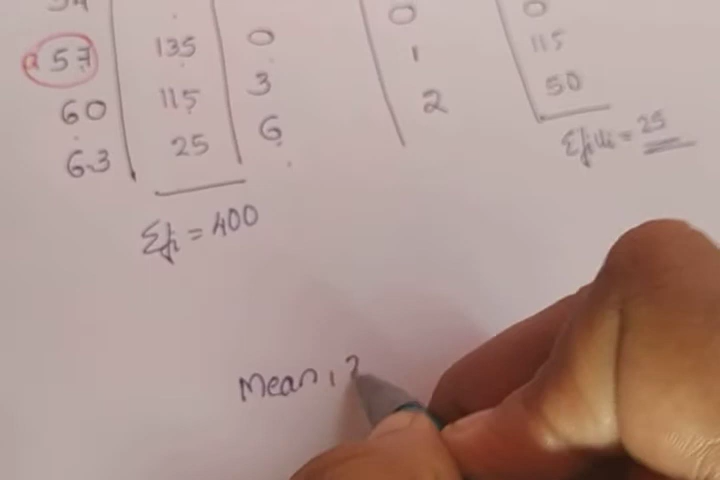 0 0
a 57 135 0 1 115
60 115 3 2 50
63 25 6
Σfiui = 25
Σfi = 400
Mean,